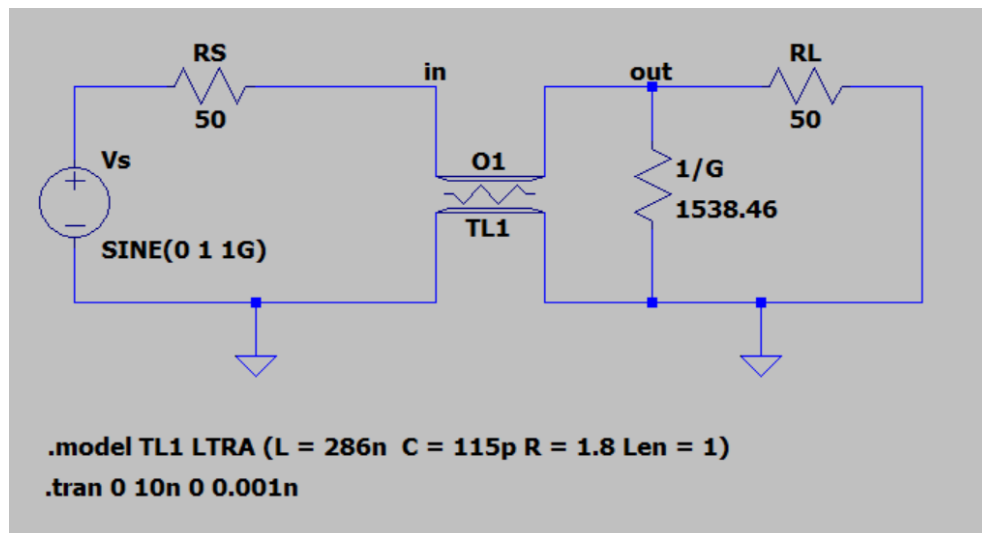 RS
50
in
out
RL
50
Vs
O1
TL1
1/G
1538.46
SINE(0 1 1G)
.model TL1 LTRA (L = 286n C = 115p R = 1.8 Len = 1)
.tran 0 10n 0 0.001n